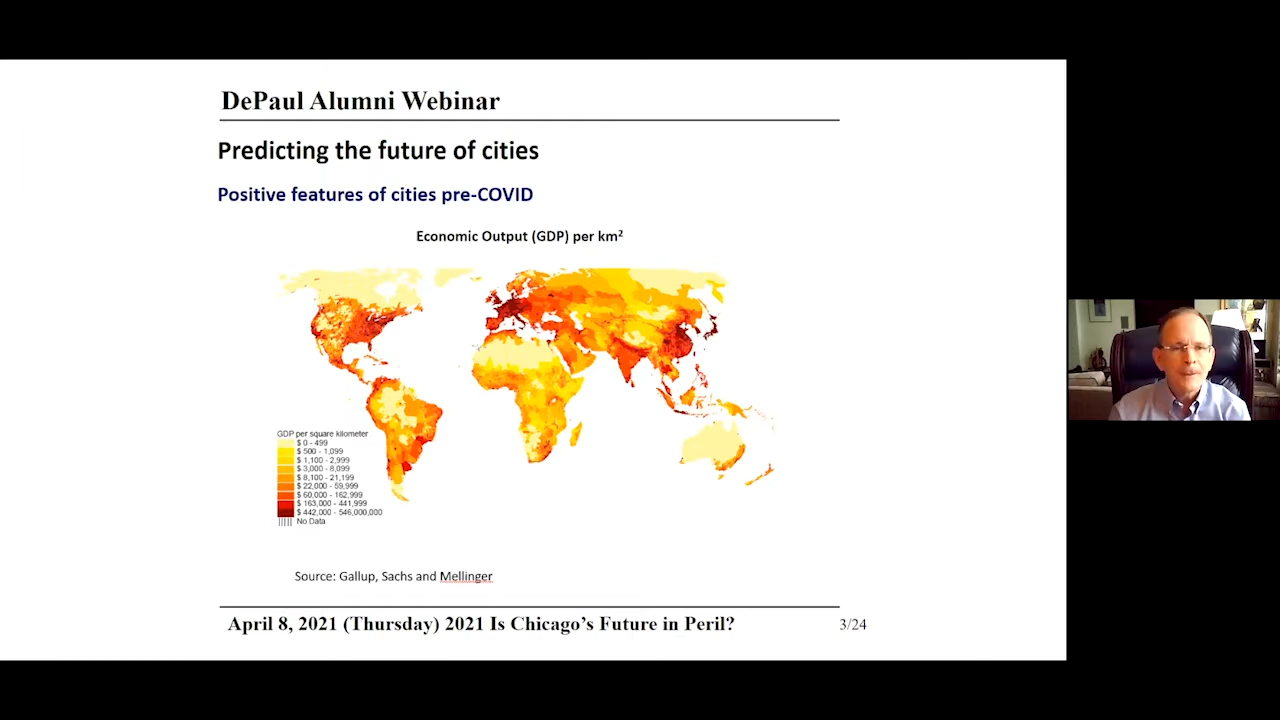 DePaul Alumni Webinar
Predicting the future of cities
Positive features of cities pre-COVID
Economic Output (GDP) per km²
GDP per square kilometer
$ 0 - 499
$ 500 - 1,099
$ 1,100 - 2,999
$ 3,000 - 8,099
$ 8,100 - 21,199
$ 22,000 - 59,999
$ 60,000 - 162,999
$ 163,000 - 441,999
$ 442,000 - 546,000,000
No Data
Source: Gallup, Sachs and Mellinger
April 8, 2021 (Thursday) 2021 Is Chicago’s Future in Peril?
3/24